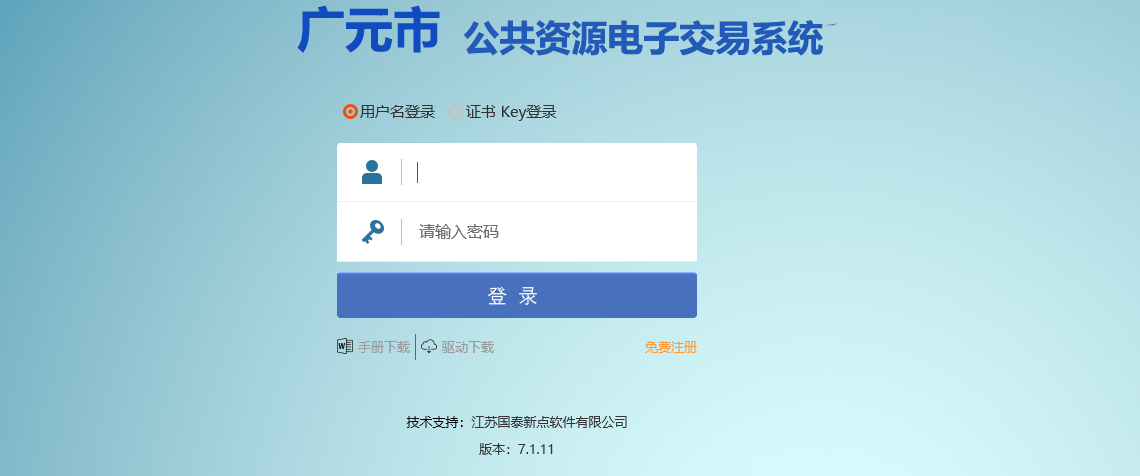 广元市 公共资源电子交易系统
用户名登录 证书 Key登录
请输入密码
登 录
手册下载 驱动下载 免费注册
技术支持：江苏国泰新点软件有限公司
版本：7.1.11